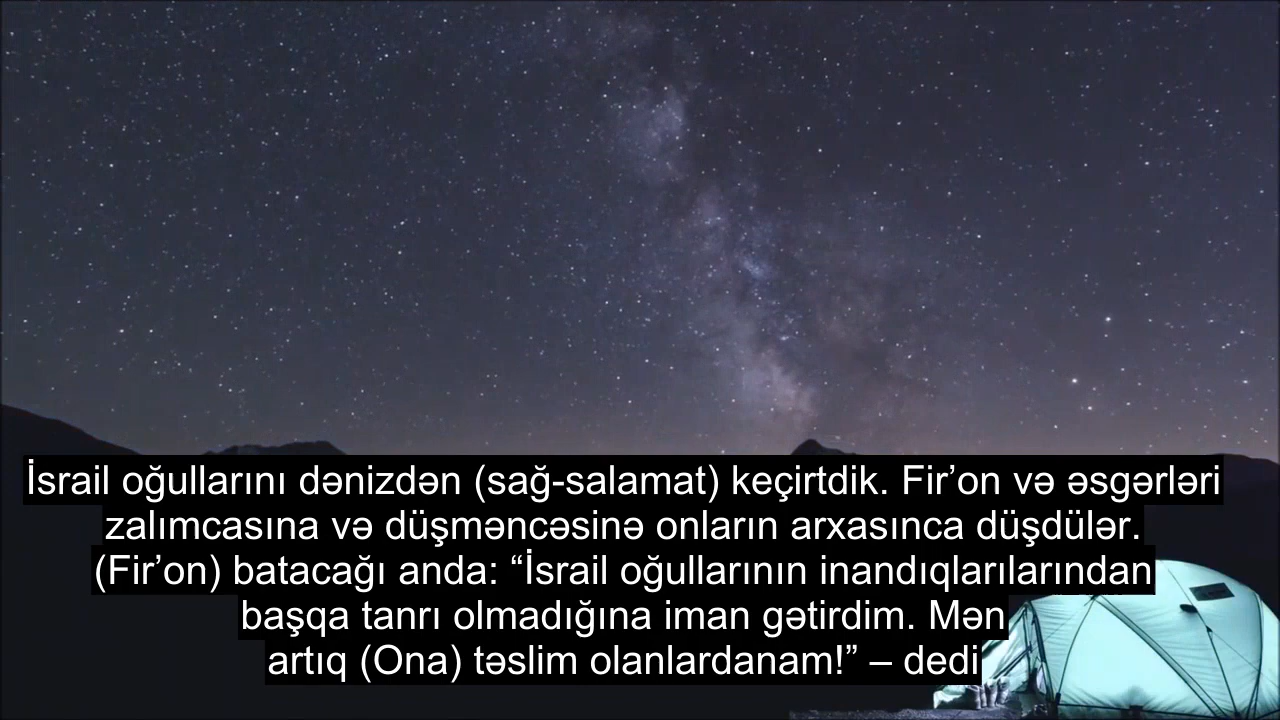 İsrail oğullarını dənizdən (sağ-salamat) keçirtdik. Fir’on və əsgərləri
zalımcasına və düşməncəsinə onların arxasınca düşdülər.
(Fir’on) batacağı anda: “İsrail oğullarının inandıqlarılarından
başqa tanrı olmadığına iman gətirdim. Mən
artıq (Ona) təslim olanlardanam!” – dedi